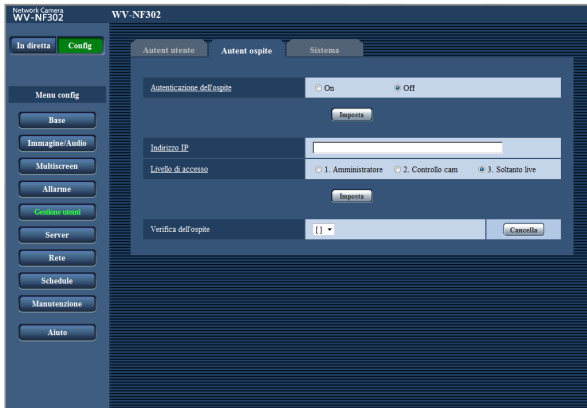 Network Camera
WV-NF302
WV-NF302
In diretta Config
Autent utente Autent ospite Sistema
Menu config
Base
Immagine/Audio
Multiscreen
Allarme
Gestione utenti
Server
Rete
Schedule
Manutenzione
Aiuto
Autenticazione dell'ospite On Off
Imposta
Indirizzo IP
Livello di accesso 1. Amministratore 2. Controllo cam 3. Soltanto live
Imposta
Verifica dell'ospite [ ] Cancella